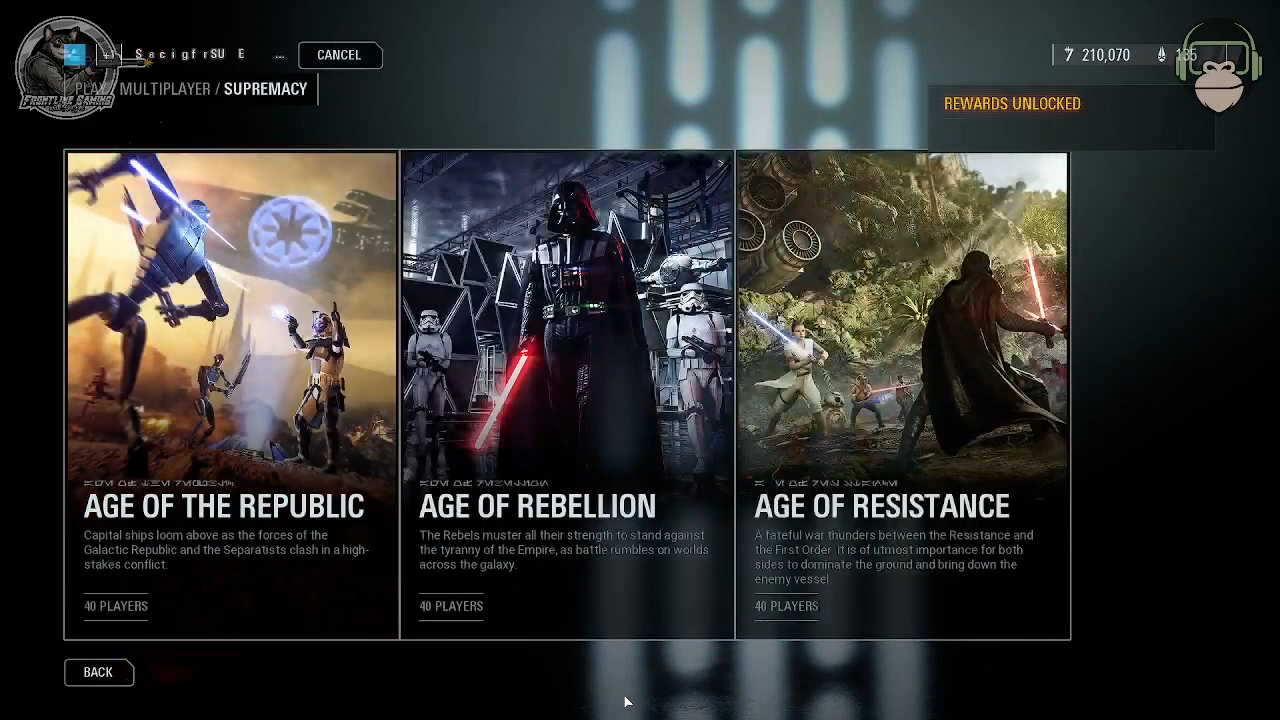 CANCEL
210,070
135
PLAY / MULTIPLAYER / SUPREMACY
FRONTLINE GAMING
REWARDS UNLOCKED
AGE OF THE REPUBLIC
Capital ships loom above as the forces of the
Galactic Republic and the Separatists clash in a high-
stakes conflict.
40 PLAYERS
AGE OF REBELLION
The Rebels muster all their strength to stand against
the tyranny of the Empire, as battle rumbles on worlds
across the galaxy.
40 PLAYERS
AGE OF RESISTANCE
A fateful war thunders between the Resistance and
the First Order. It is of utmost importance for both
sides to dominate the ground and bring down the
enemy vessel.
40 PLAYERS
BACK